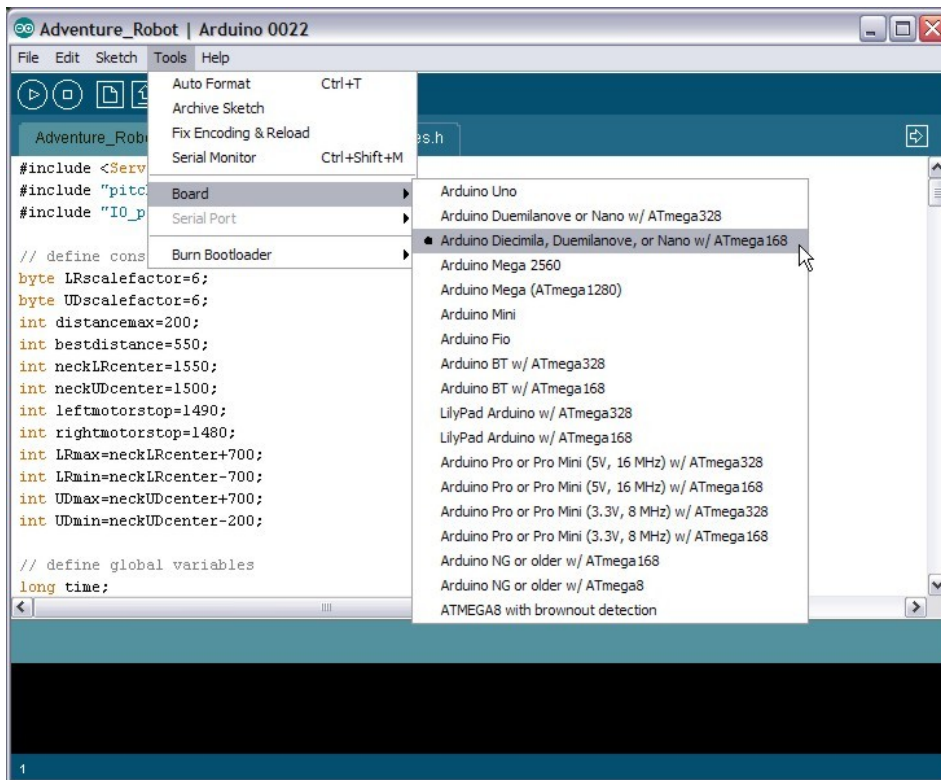 Adventure_Robot | Arduino 0022
File Edit Sketch Tools Help
Auto Format Ctrl+T
Archive Sketch
Fix Encoding & Reload
Serial Monitor Ctrl+Shift+M
Board
Serial Port
Burn Bootloader
Arduino Uno
Arduino Duemilanove or Nano w/ ATmega328
Arduino Diecimila, Duemilanove, or Nano w/ ATmega168
Arduino Mega 2560
Arduino Mega (ATmega1280)
Arduino Mini
Arduino Fio
Arduino BT w/ ATmega328
Arduino BT w/ ATmega168
LilyPad Arduino w/ ATmega328
LilyPad Arduino w/ ATmega168
Arduino Pro or Pro Mini (5V, 16 MHz) w/ ATmega328
Arduino Pro or Pro Mini (5V, 16 MHz) w/ ATmega168
Arduino Pro or Pro Mini (3.3V, 8 MHz) w/ ATmega328
Arduino Pro or Pro Mini (3.3V, 8 MHz) w/ ATmega168
Arduino NG or older w/ ATmega168
Arduino NG or older w/ ATmega8
ATMEGA8 with brownout detection
Adventure_Rob
es.h
#include <Serv
#include "pitc
#include "IO_p
// define cons
byte LRscalefactor=6;
byte UDscalefactor=6;
int distancemax=200;
int bestdistance=550;
int neckLRcenter=1550;
int neckUDcenter=1500;
int leftmotorstop=1490;
int rightmotorstop=1480;
int LRmax=neckLRcenter+700;
int LRmin=neckLRcenter-700;
int UDmax=neckUDcenter+700;
int UDmin=neckUDcenter-200;
// define global variables
long time;
1